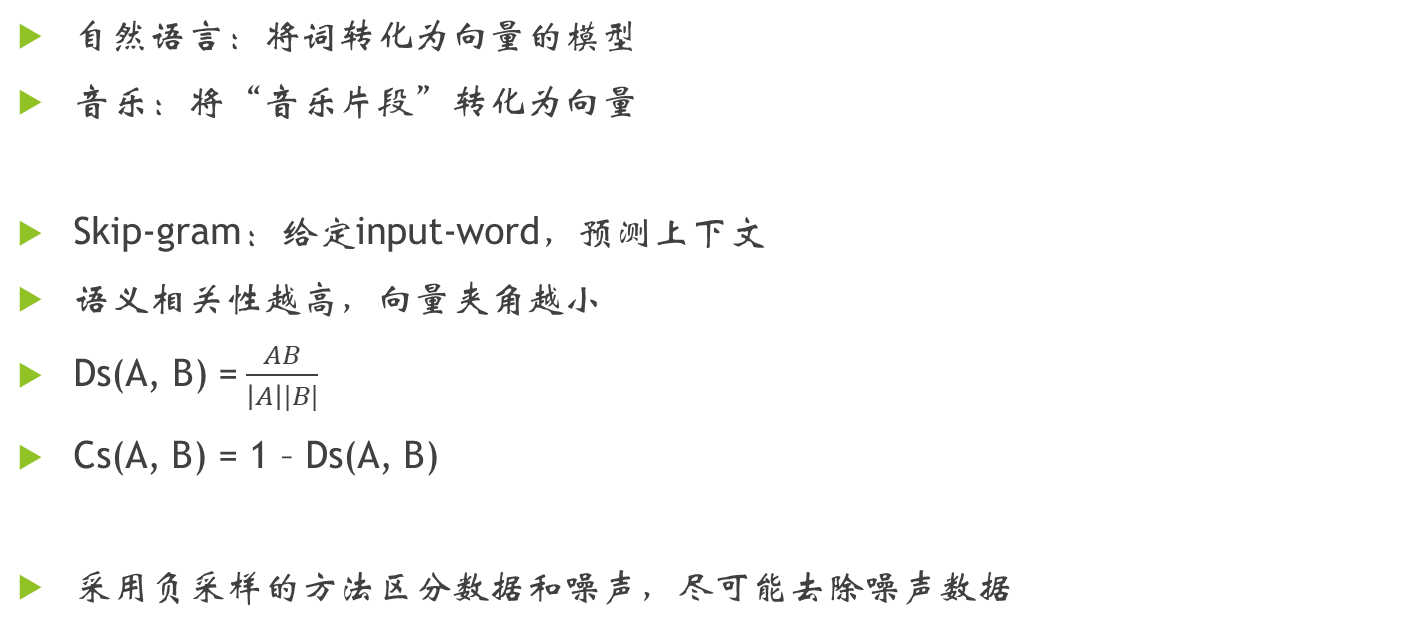 自然语言：将词转化为向量的模型
音乐：将“音乐片段”转化为向量
Skip-gram：给定input-word，预测上下文
语义相关性越高，向量夹角越小
Ds(A, B) = AB / |A||B|
Cs(A, B) = 1 – Ds(A, B)
采用负采样的方法区分数据和噪声，尽可能去除噪声数据